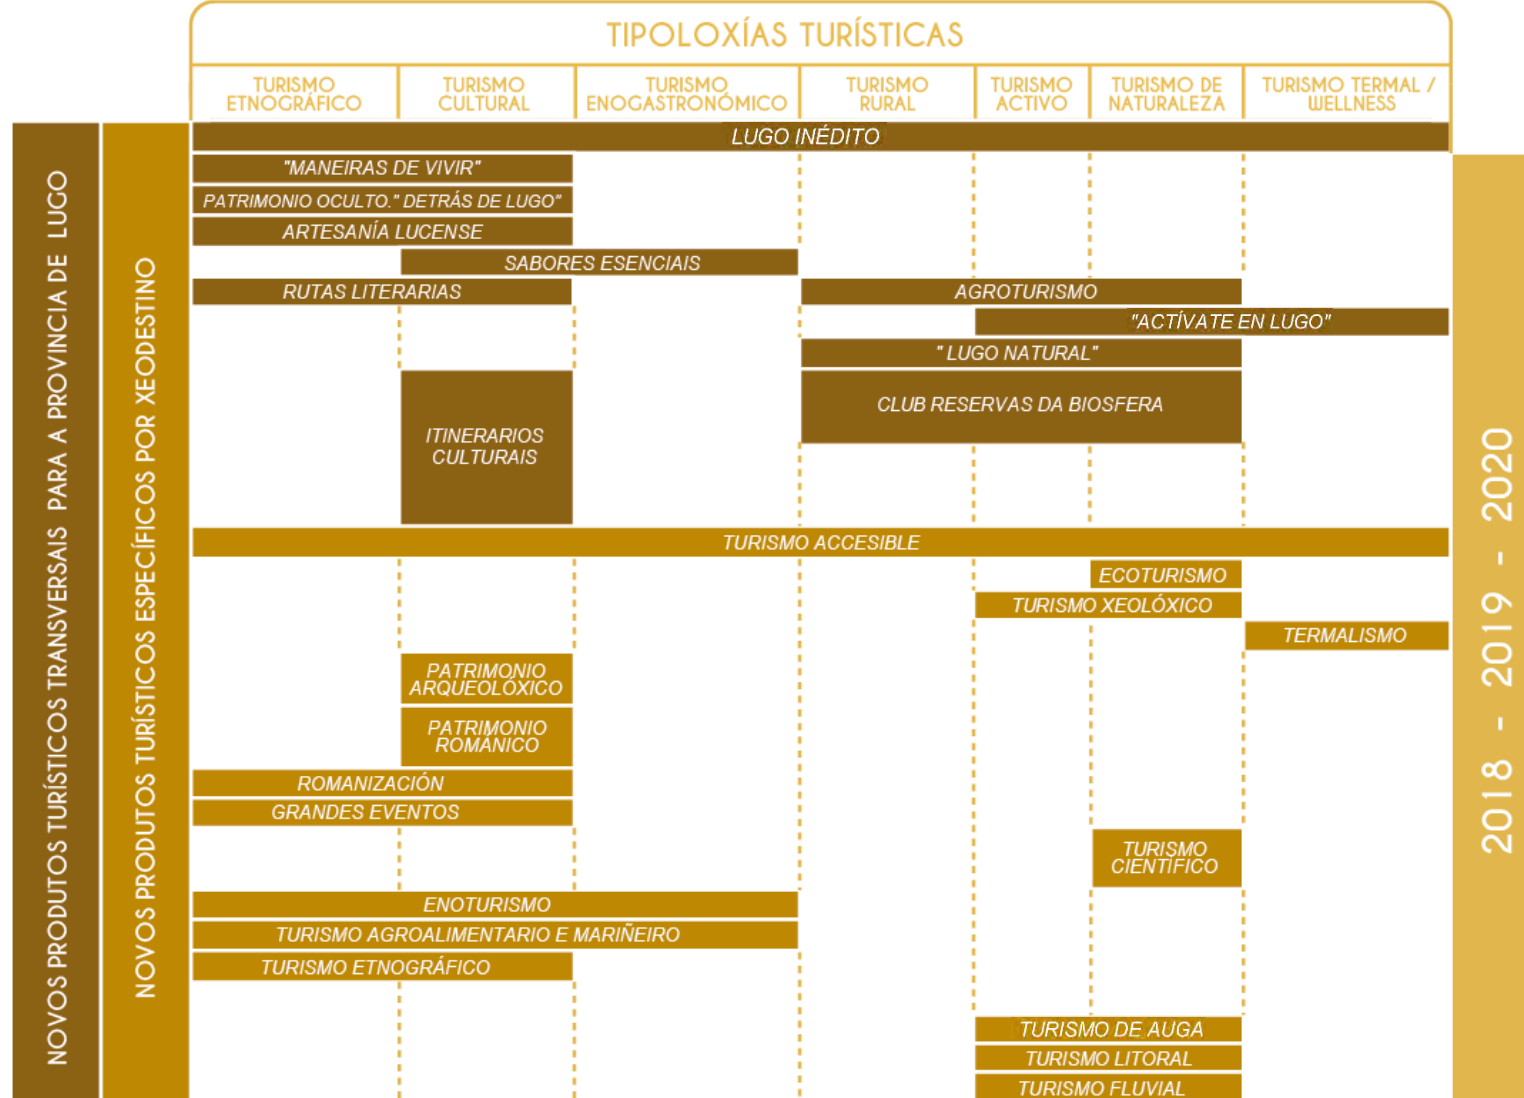 TIPOLOXÍAS TURÍSTICAS
TURISMO
ETNOGRÁFICO
TURISMO
CULTURAL
TURISMO
ENOGASTRONÓMICO
TURISMO
RURAL
TURISMO
ACTIVO
TURISMO DE
NATUREZA
TURISMO TERMAL /
WELLNESS
NOVOS PRODUTOS TURÍSTICOS TRANSVERSAIS PARA A PROVINCIA DE LUGO
NOVOS PRODUTOS TURÍSTICOS ESPECÍFICOS POR XEODESTINO
LUGO INÉDITO
"MANEIRAS DE VIVIR"
PATRIMONIO OCULTO." DETRÁS DE LUGO"
ARTESANÍA LUCENSE
SABORES ESENCIAIS
RUTAS LITERARIAS
AGROTURISMO
"ACTÍVATE EN LUGO"
" LUGO NATURAL"
CLUB RESERVAS DA BIOSFERA
ITINERARIOS
CULTURAIS
TURISMO ACCESIBLE
ECOTURISMO
TURISMO XEOLÓXICO
TERMALISMO
PATRIMONIO
ARQUEOLÓXICO
PATRIMONIO
ROMÁNICO
ROMANIZACIÓN
GRANDES EVENTOS
TURISMO
CIENTÍFICO
ENOTURISMO
TURISMO AGROALIMENTARIO E MARIÑEIRO
TURISMO ETNOGRÁFICO
TURISMO DE AUGA
TURISMO LITORAL
TURISMO FLUVIAL
2018 - 2019 - 2020